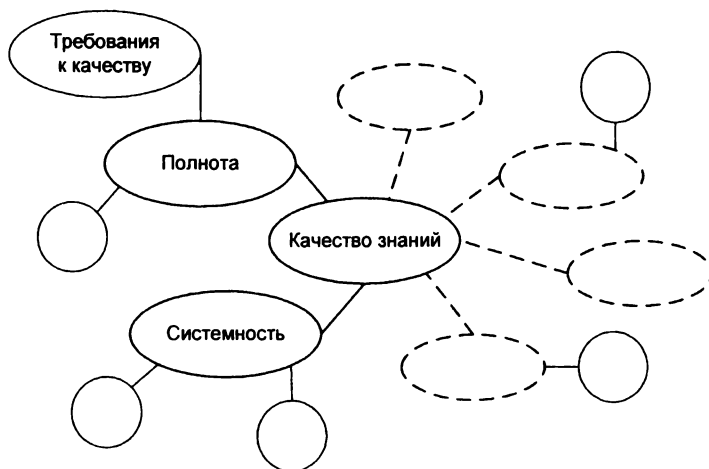 Требования
к качеству
Полнота
Качество знаний
Системность